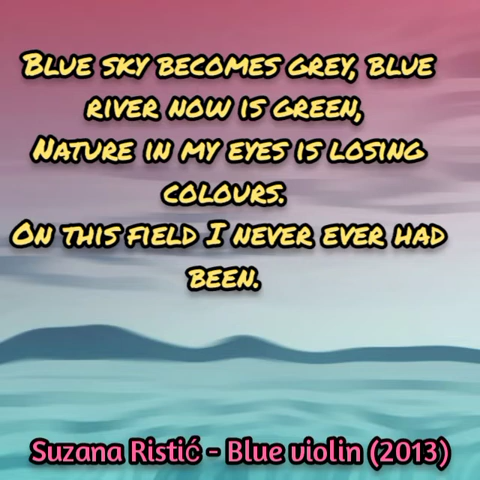 Blue sky becomes grey, blue
river now is green,
Nature in my eyes is losing
colours.
On this field I never ever had
been.
Suzana Ristić - Blue violin (2013)